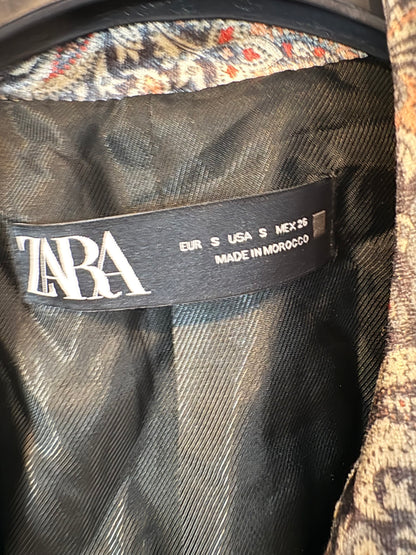 ZARA
EUR S USA S MEX 26
MADE IN MOROCCO